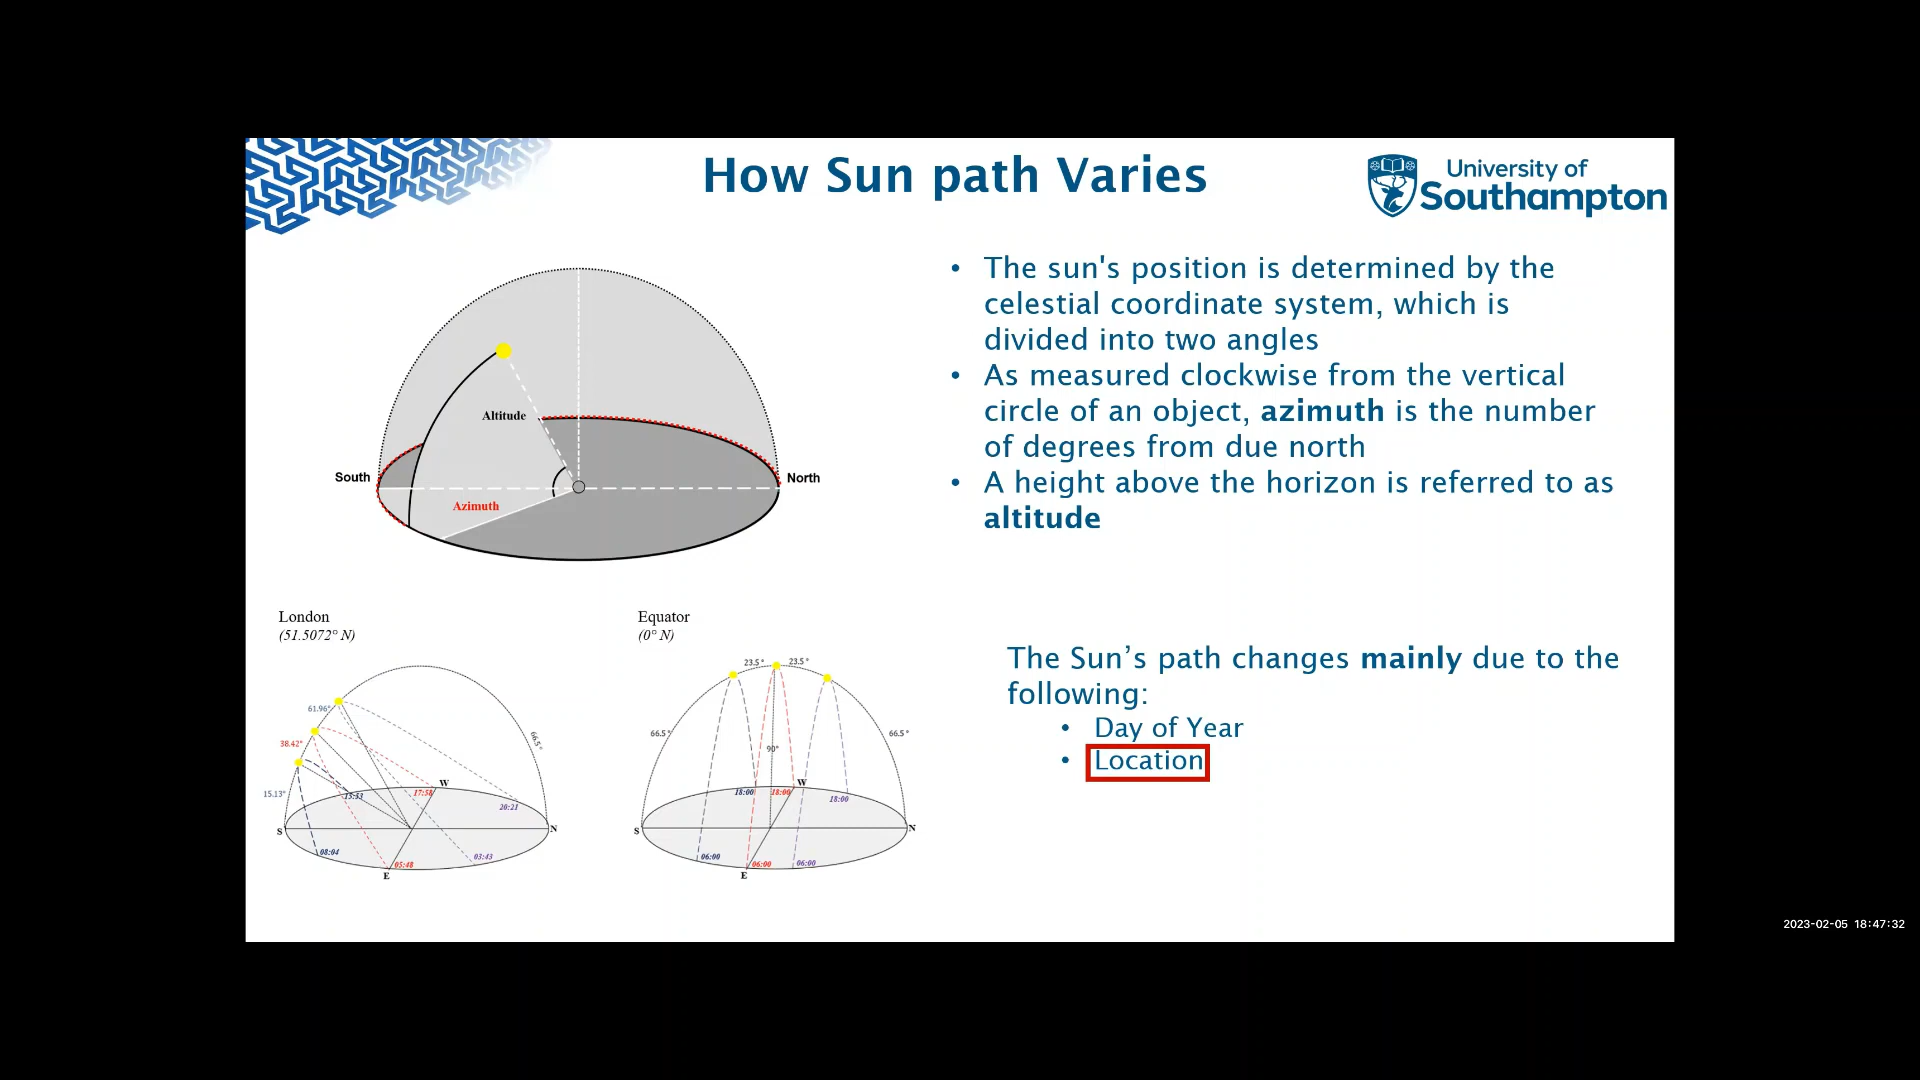 How Sun path Varies
University of
Southampton
• The sun's position is determined by the
celestial coordinate system, which is
divided into two angles
• As measured clockwise from the vertical
circle of an object, azimuth is the number
of degrees from due north
• A height above the horizon is referred to as
altitude
Altitude
South
North
Azimuth
London
(51.5072° N)
61.96°
38.42°
15.13°
66.5°
W
S
N
E
15:53
17:58
20:21
08:04
05:48
03:43
Equator
(0° N)
23.5°
23.5°
66.5°
66.5°
90°
W
S
N
E
18:00
18:00
18:00
06:00
06:00
06:00
The Sun’s path changes mainly due to the
following:
• Day of Year
• Location
2023-02-05 18:47:32